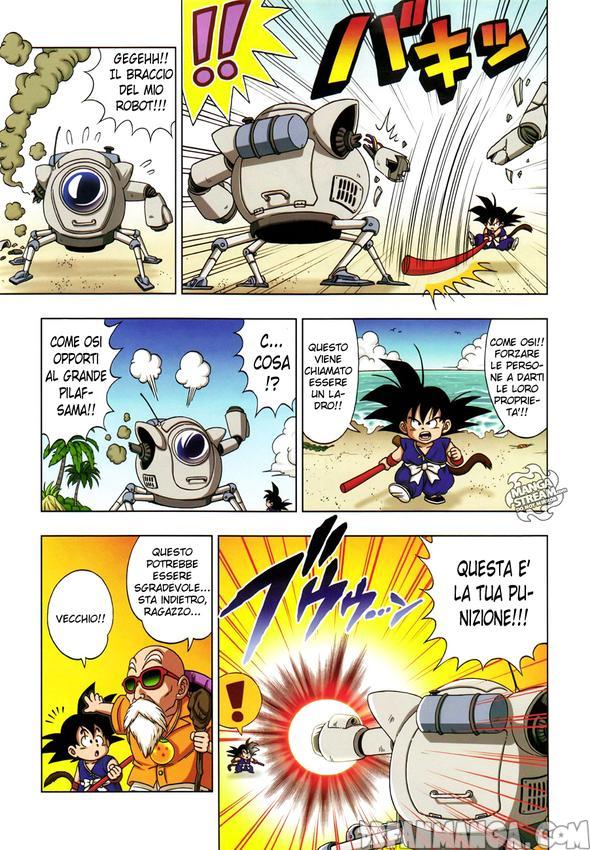 バキッ
!!
GEGEHH!!
IL BRACCIO
DEL MIO
ROBOT!!!
COME OSI!!
FORZARE
LE PERSO-
NE A DARTI
LE LORO
PROPRIE-
TA'!!
QUESTO
VIENE
CHIAMATO
ESSERE
UN LA-
DRO!!
C...
COSA
!?
COME OSI
OPPORTI
AL GRANDE
PILAF-
SAMA!!
MANGA
STREAM
QUESTA E'
LA TUA PU-
NIZIONE!!!
ブゥゥ…ン
!
QUESTO
POTREBBE
ESSERE
SGRADEVOLE...
STA INDIETRO,
RAGAZZO...
VECCHIO!!
DREAMMANGA.COM